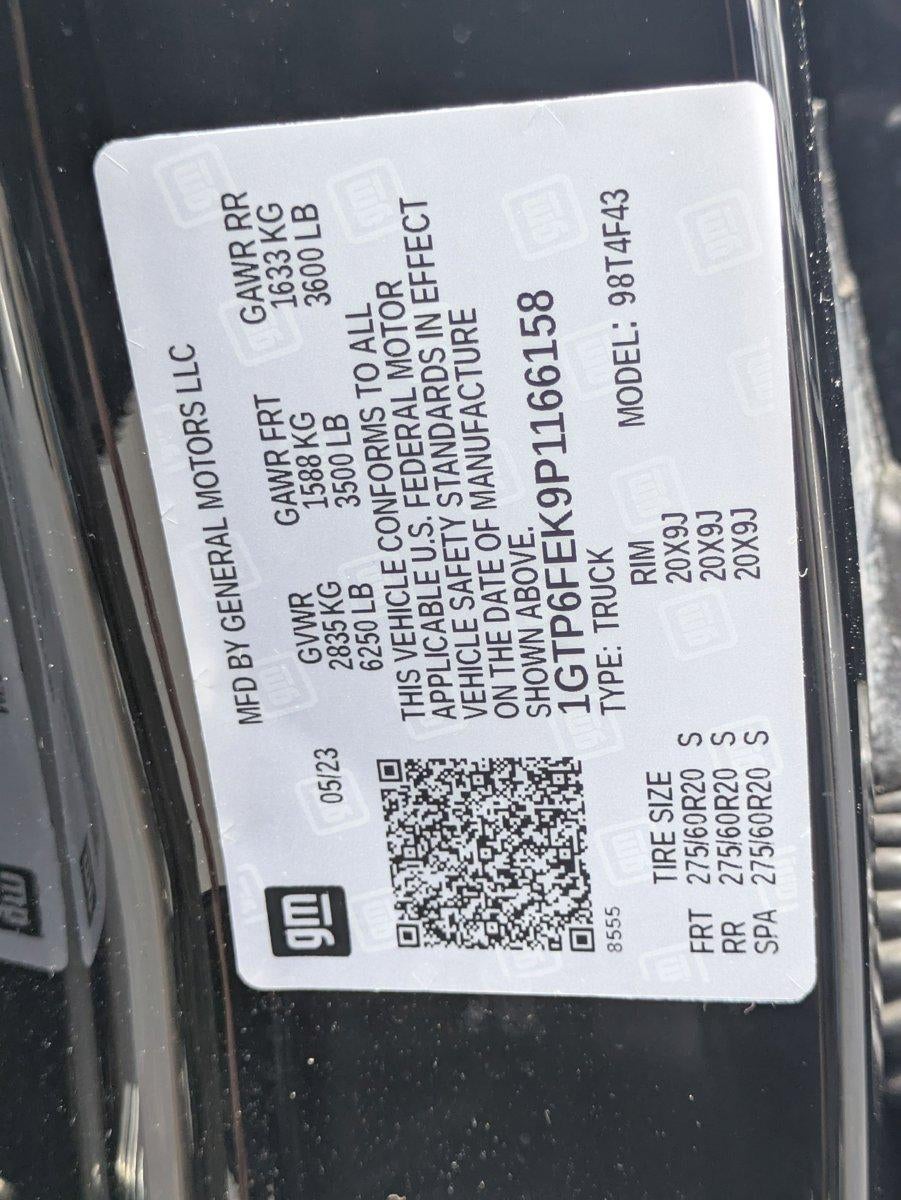 gm
05/23
MFD BY GENERAL MOTORS LLC
GVWR GAWR FRT GAWR RR
2835 KG 1588 KG 1633 KG
6250 LB 3500 LB 3600 LB
THIS VEHICLE CONFORMS TO ALL
APPLICABLE U.S. FEDERAL MOTOR
VEHICLE SAFETY STANDARDS IN EFFECT
ON THE DATE OF MANUFACTURE
SHOWN ABOVE.
1GTP6FEK9P1166158
TYPE: TRUCK MODEL: 98T4F43
8555
TIRE SIZE RIM
FRT 275/60R20 S 20X9J
RR 275/60R20 S 20X9J
SPA 275/60R20 S 20X9J